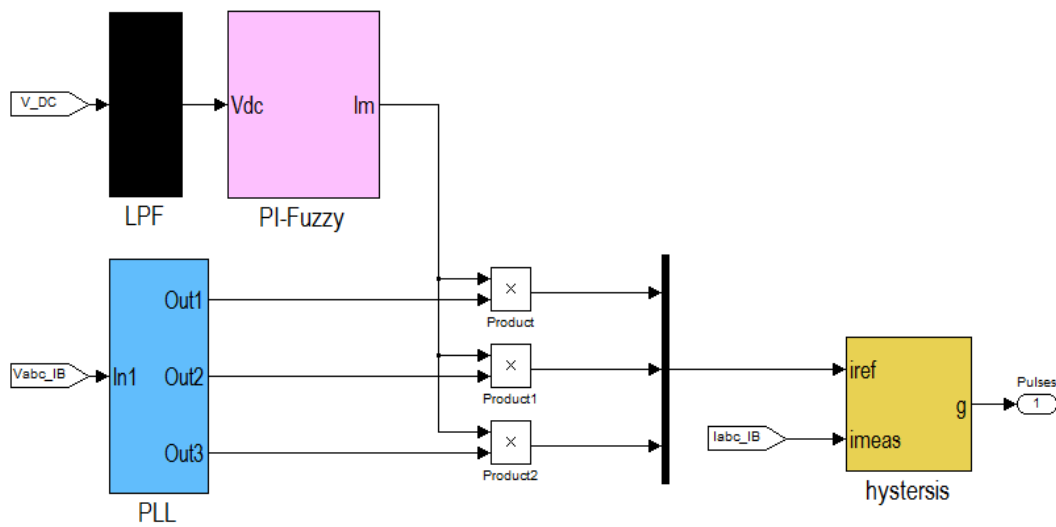 V_DC
Vdc
Im
LPF
PI-Fuzzy
Out1
×
Product
Vabc_IB
In1
Out2
×
Product1
Out3
×
Product2
PLL
iref
Iabc_IB
imeas
g
hystersis
Pulses
1